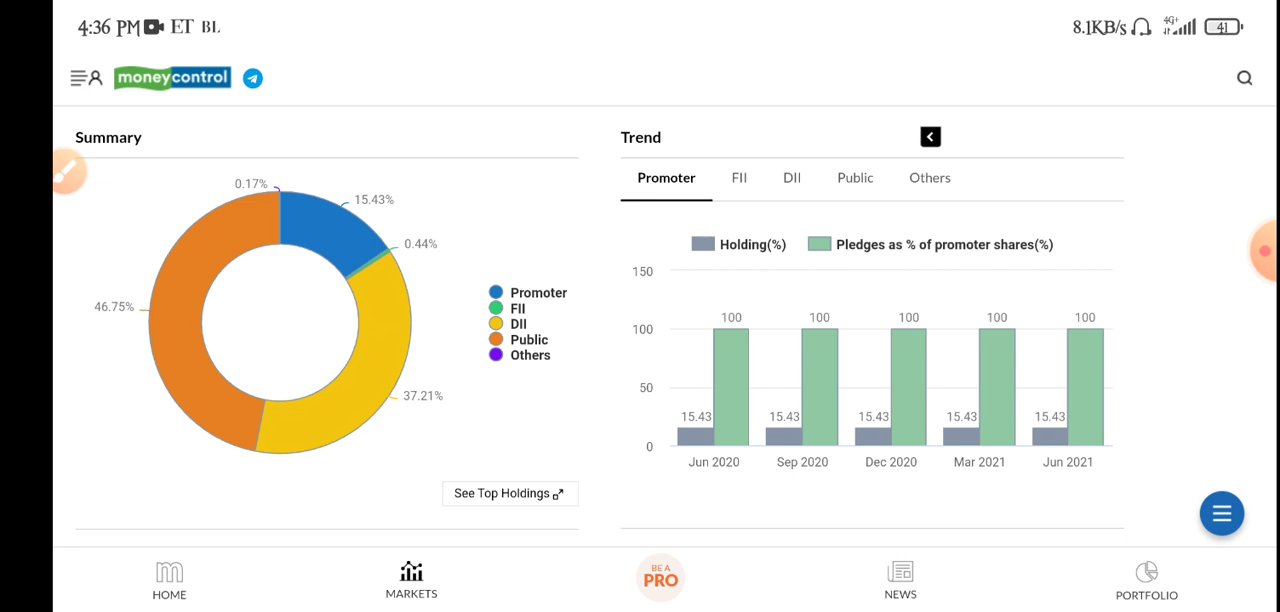 4:36 PM ET BL
8.1KB/s 4G+ 41
moneycontrol
Summary
0.17%
15.43%
0.44%
46.75%
37.21%
Promoter
FII
DII
Public
Others
See Top Holdings
Trend
Promoter FII DII Public Others
Holding(%) Pledges as % of promoter shares(%)
150
100
50
0
100 100 100 100 100
15.43 15.43 15.43 15.43 15.43
Jun 2020 Sep 2020 Dec 2020 Mar 2021 Jun 2021
HOME
MARKETS
BE A
PRO
NEWS
PORTFOLIO